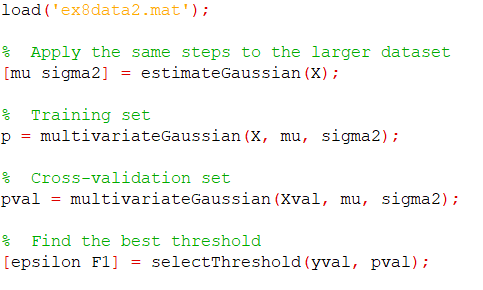 load('ex8data2.mat');
%  Apply the same steps to the larger dataset
[mu sigma2] = estimateGaussian(X);
%  Training set
p = multivariateGaussian(X, mu, sigma2);
%  Cross-validation set
pval = multivariateGaussian(Xval, mu, sigma2);
%  Find the best threshold
[epsilon F1] = selectThreshold(yval, pval);